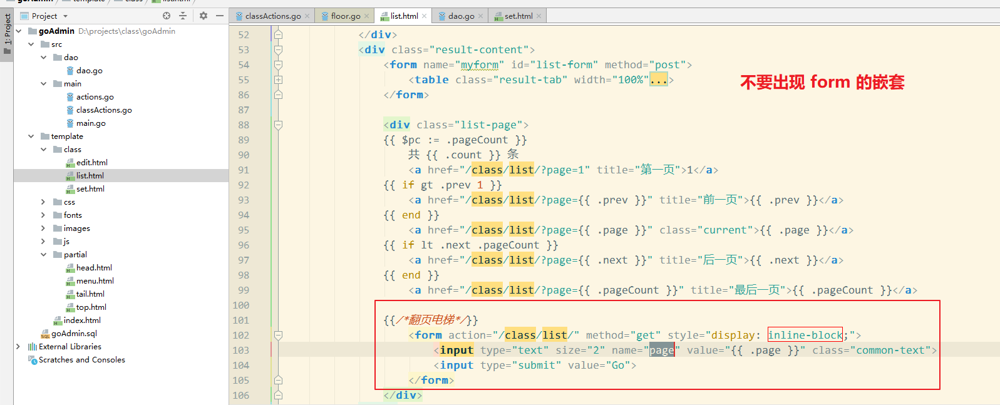 goAdmin template class list.html
1: Project
Project
goAdmin D:\projects\class\goAdmin
src
dao
dao.go
main
actions.go
classActions.go
main.go
template
class
edit.html
list.html
set.html
css
fonts
images
js
partial
head.html
menu.html
tail.html
top.html
index.html
goAdmin.sql
External Libraries
Scratches and Consoles
classActions.go floor.go list.html dao.go set.html
52 </div>
53 <div class="result-content">
54 <form name="myform" id="list-form" method="post">
55 <table class="result-tab" width="100%"...>
86 </form>
87
88 <div class="list-page">
89 {{ $pc := .pageCount }}
90 共 {{ .count }} 条
91 <a href="/class/list/?page=1" title="第一页">1</a>
92 {{ if gt .prev 1 }}
93 <a href="/class/list/?page={{ .prev }}" title="前一页">{{ .prev }}</a>
94 {{ end }}
95 <a href="/class/list/?page={{ .page }}" class="current">{{ .page }}</a>
96 {{ if lt .next .pageCount }}
97 <a href="/class/list/?page={{ .next }}" title="后一页">{{ .next }}</a>
98 {{ end }}
99 <a href="/class/list/?page={{ .pageCount }}" title="最后一页">{{ .pageCount }}</a>
100
101 {{/*翻页电梯*/}}
102 <form action="/class/list/" method="get" style="display: inline-block;">
103 <input type="text" size="2" name="page" value="{{ .page }}" class="common-text">
104 <input type="submit" value="Go">
105 </form>
106 </div>
不要出现 form 的嵌套